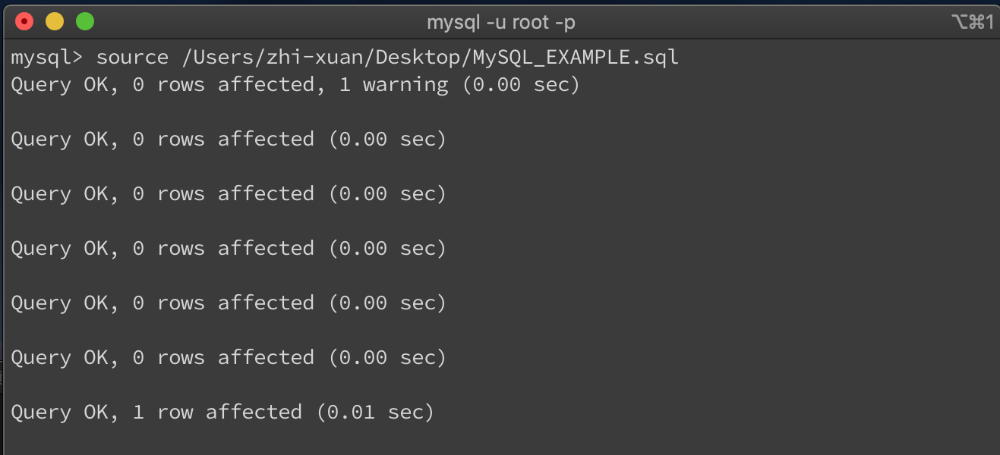 mysql -u root -p ⌥⌘1
mysql> source /Users/zhi-xuan/Desktop/MySQL_EXAMPLE.sql
Query OK, 0 rows affected, 1 warning (0.00 sec)
Query OK, 0 rows affected (0.00 sec)
Query OK, 0 rows affected (0.00 sec)
Query OK, 0 rows affected (0.00 sec)
Query OK, 0 rows affected (0.00 sec)
Query OK, 0 rows affected (0.00 sec)
Query OK, 1 row affected (0.01 sec)